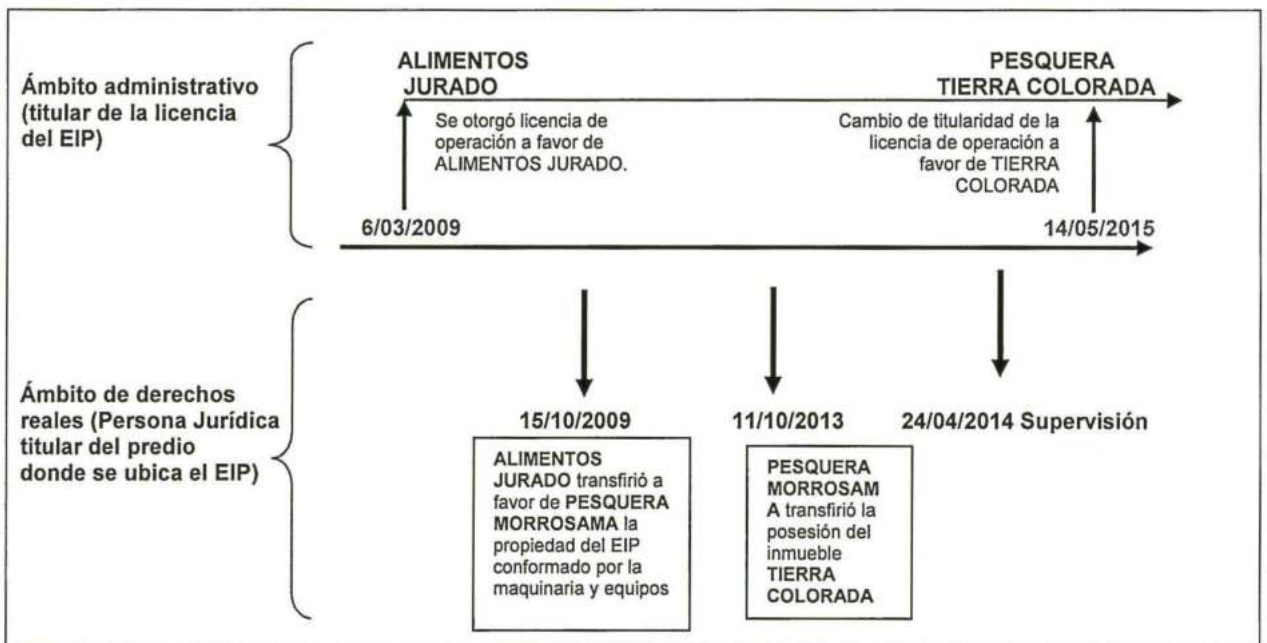 Ámbito administrativo
(titular de la licencia
del EIP)
ALIMENTOS
JURADO
Se otorgó licencia de
operación a favor de
ALIMENTOS JURADO.
6/03/2009
PESQUERA
TIERRA COLORADA
Cambio de titularidad de la
licencia de operación a
favor de TIERRA
COLORADA
14/05/2015
Ámbito de derechos
reales (Persona Jurídica
titular del predio
donde se ubica el EIP)
15/10/2009
ALIMENTOS
JURADO transfirió a
favor de PESQUERA
MORROSAMA la
propiedad del EIP
conformado por la
maquinaria y equipos
11/10/2013
PESQUERA
MORROSAM
A transfirió la
posesión del
inmueble
TIERRA
COLORADA
24/04/2014 Supervisión